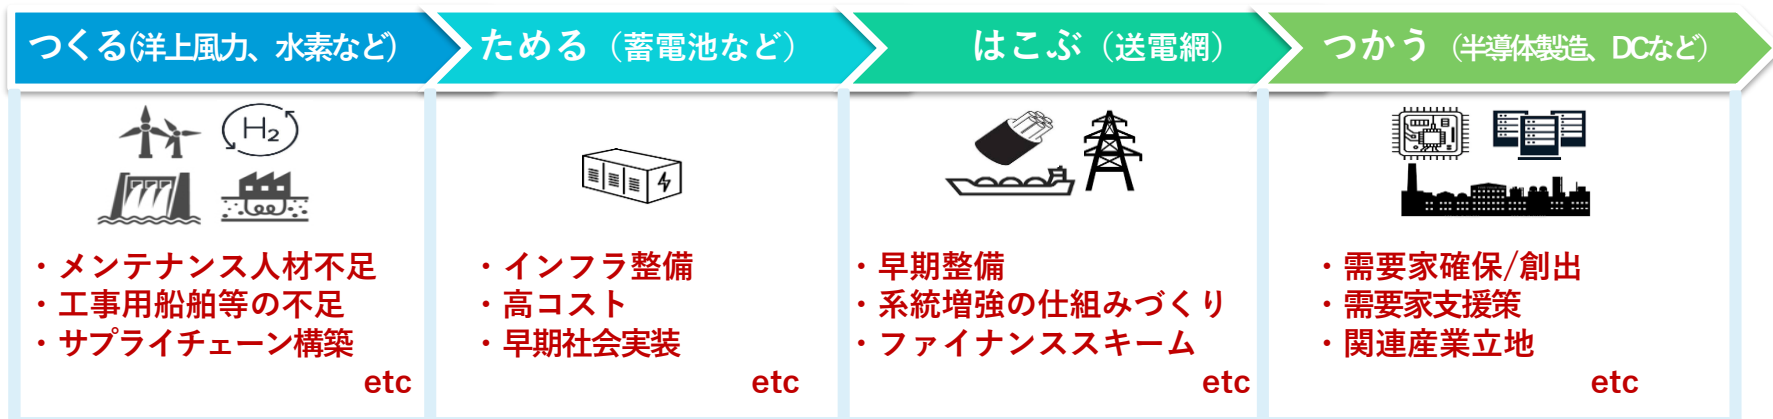 つくる(洋上風力、水素など)
ためる（蓄電池など）
はこぶ（送電網）
つかう（半導体製造、DCなど）
H₂
・メンテナンス人材不足
・工事用船舶等の不足
・サプライチェーン構築
etc
・インフラ整備
・高コスト
・早期社会実装
etc
・早期整備
・系統増強の仕組みづくり
・ファイナンススキーム
etc
・需要家確保/創出
・需要家支援策
・関連産業立地
etc